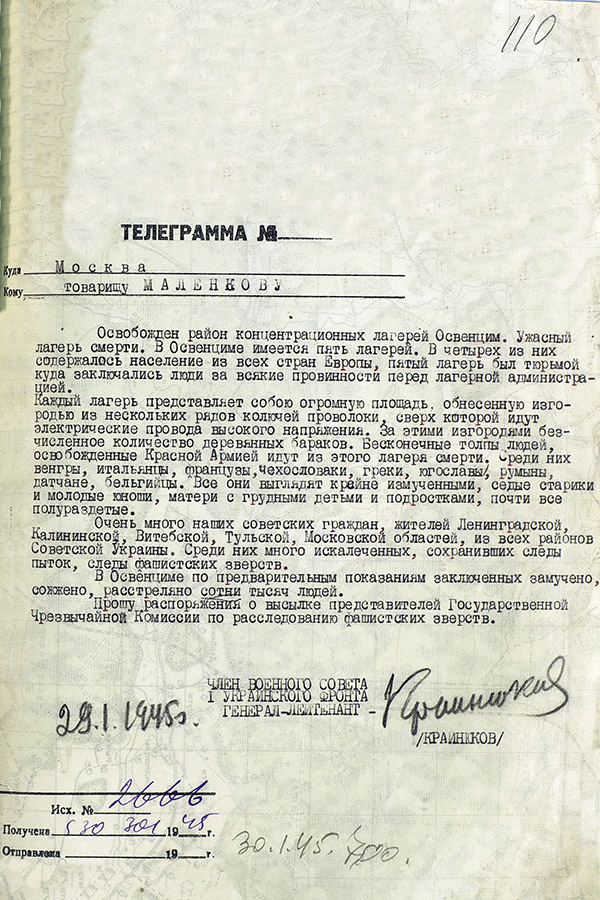 110
ТЕЛЕГРАММА №
Куда Москва
Кому товарищу МАЛЕНКОВУ
Освобожден район концентрационных лагерей Освенцим. Ужасный
лагерь смерти. В Освенциме имеется пять лагерей. В четырех из них
содержалось население из всех стран Европы, пятый лагерь был тюрьмой
куда заключались люди за всякие провинности перед лагерной администра-
цией.
Каждый лагерь представляет собою огромную площадь, обнесенную изго-
родью из нескольких рядов колючей проволоки, сверх которой идут
электрические провода высокого напряжения. За этими изгородями без-
численное количество деревянных бараков. Бесконечные толпы людей,
освобожденные Красной Армией идут из этого лагеря смерти. Среди них
венгры, итальянцы, французы, чехословаки, греки, югославы, румыны,
датчане, бельгийцы. Все они выглядят крайне измученными, седые старики
и молодые юноши, матери с грудными детьми и подростками, почти все
полураздетые.
Очень много наших советских граждан, жителей Ленинградской,
Калининской, Витебской, Тульской, Московской областей, из всех районов
Советской Украины. Среди них много искалеченных, сохранивших следы
пыток, следы фашистских зверств.
В Освенциме по предварительным показаниям заключенных замучено,
сожжено, расстреляно сотни тысяч людей.
Прошу распоряжения о высылке представителей Государственной
Чрезвычайной Комиссии по расследованию фашистских зверств.
ЧЛЕН ВОЕННОГО СОВЕТА
I УКРАИНСКОГО ФРОНТА
ГЕНЕРАЛ-ЛЕЙТЕНАНТ - Крайнюков
29.I.1945г.
/КРАЙНЮКОВ/
Исх. № 2666
Получена 19 45 г.
Отправлена 19 г.
30.1.45.